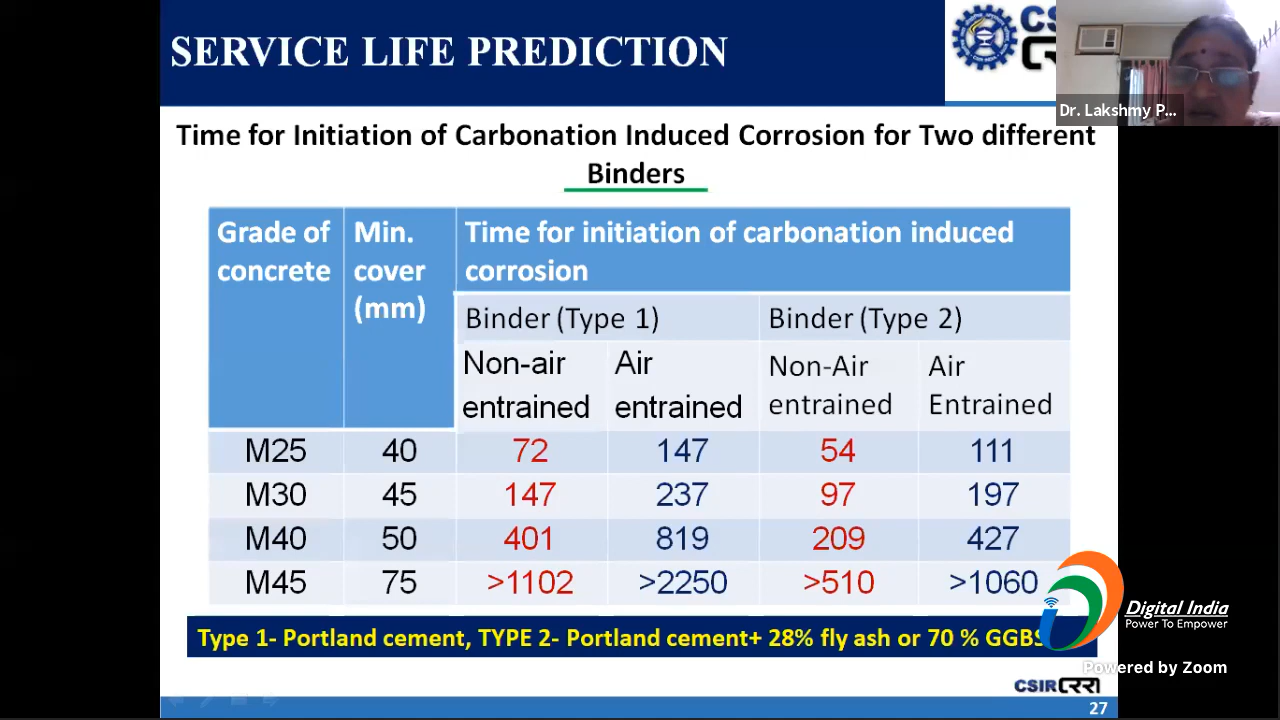 SERVICE LIFE PREDICTION
CS
Dr. Lakshmy P...
Time for Initiation of Carbonation Induced Corrosion for Two different
Binders
Grade of concrete
Min. cover (mm)
Time for initiation of carbonation induced corrosion
Binder (Type 1)
Binder (Type 2)
Non-air entrained
Air entrained
Non-Air entrained
Air Entrained
M25 40 72 147 54 111
M30 45 147 237 97 197
M40 50 401 819 209 427
M45 75 >1102 >2250 >510 >1060
Type 1- Portland cement, TYPE 2- Portland cement+ 28% fly ash or 70 % GGBS
Digital India
Power To Empower
Powered by Zoom
CSIR CRRI
27